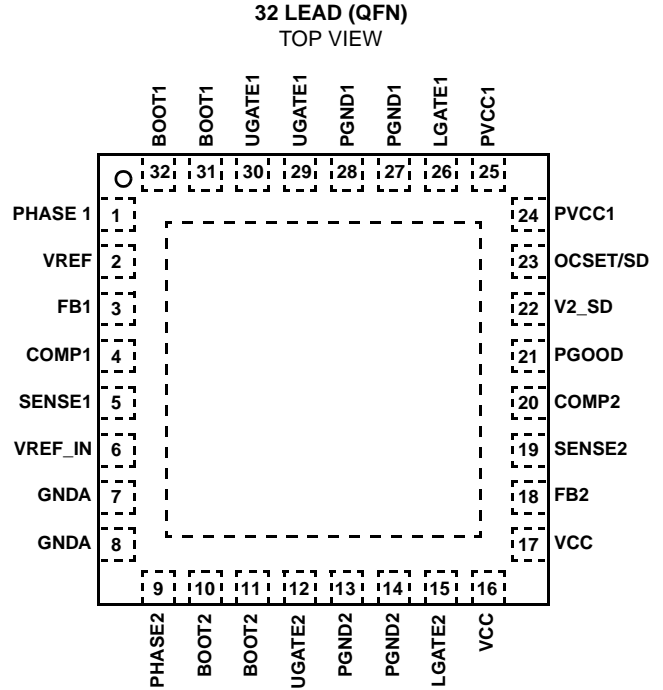 32 LEAD (QFN)
TOP VIEW
BOOT1
BOOT1
UGATE1
UGATE1
PGND1
PGND1
LGATE1
PVCC1
32 31 30 29 28 27 26 25
PHASE 1 1
VREF 2
FB1 3
COMP1 4
SENSE1 5
VREF_IN 6
GNDA 7
GNDA 8
24 PVCC1
23 OCSET/SD
22 V2_SD
21 PGOOD
20 COMP2
19 SENSE2
18 FB2
17 VCC
9 10 11 12 13 14 15 16
PHASE2
BOOT2
BOOT2
UGATE2
PGND2
PGND2
LGATE2
VCC